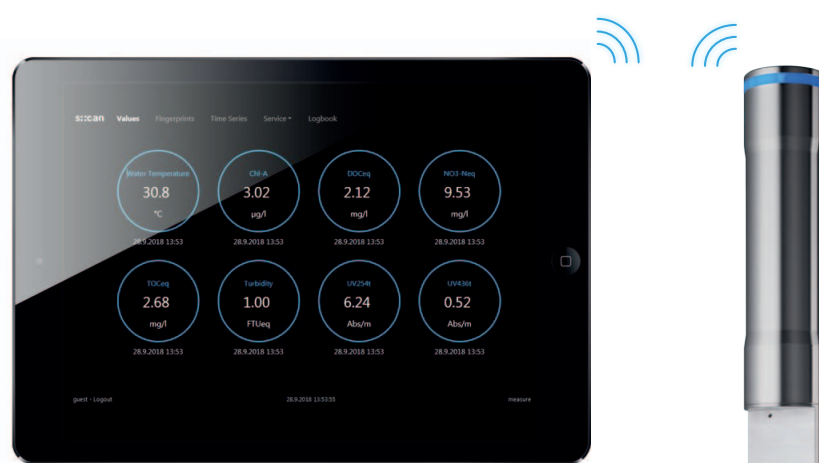 s::can Values Fingerprints Time Series Service Logbook
Water Temperature Chl-A DOCeq NO3-Neq
30.8 3.02 2.12 9.53
°C µg/l mg/l mg/l
28.9.2018 13:53 28.9.2018 13:53 28.9.2018 13:53 28.9.2018 13:53
TOCeq Turbidity UV254t UV436t
2.68 1.00 6.24 0.52
mg/l FTUeq Abs/m Abs/m
28.9.2018 13:53 28.9.2018 13:53 28.9.2018 13:53 28.9.2018 13:53
guest - Logout 28.9.2018 13:53:55 measure